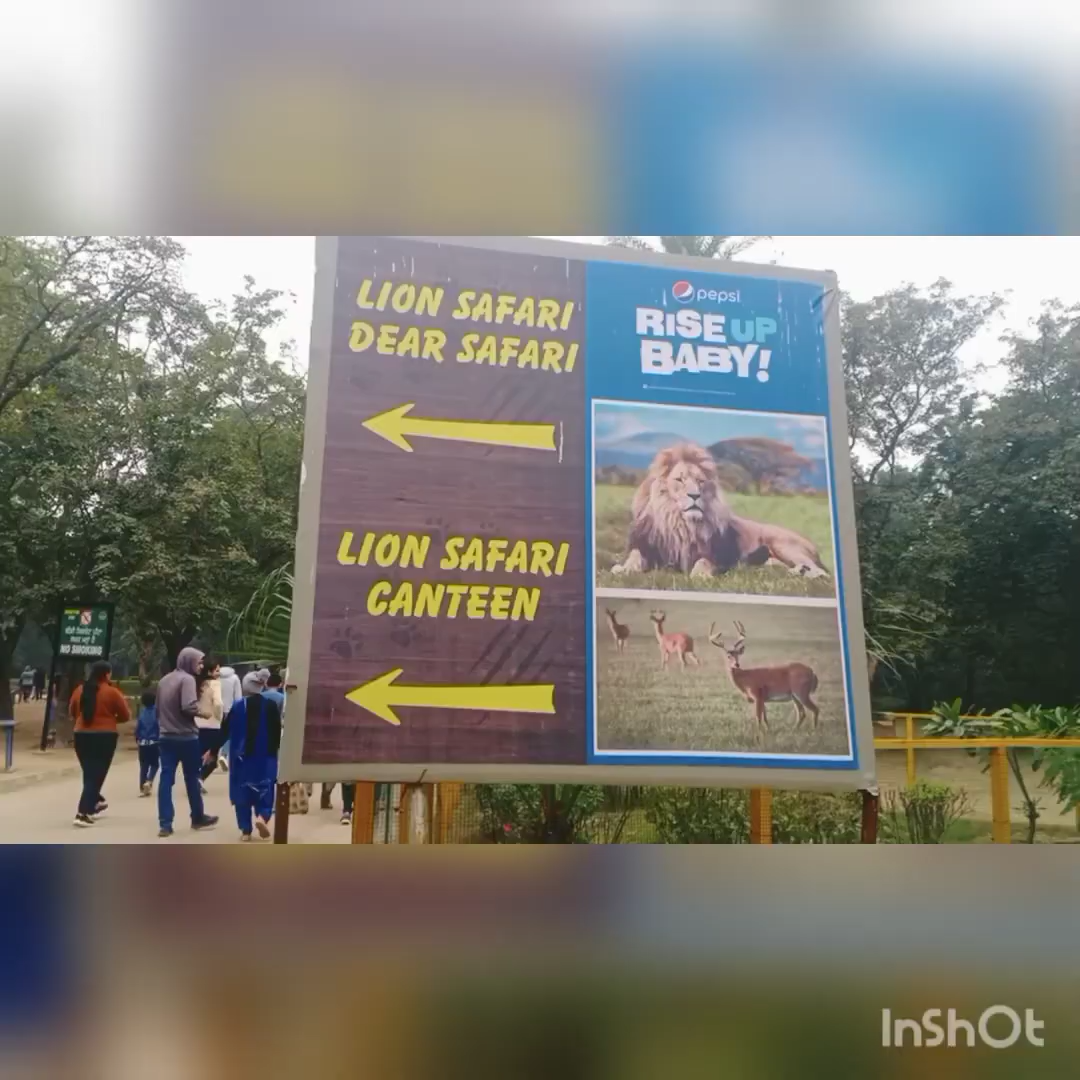 LION SAFARI
DEAR SAFARI
LION SAFARI
CANTEEN
pepsi
RISE UP
BABY!
NO SMOKING
InShOt